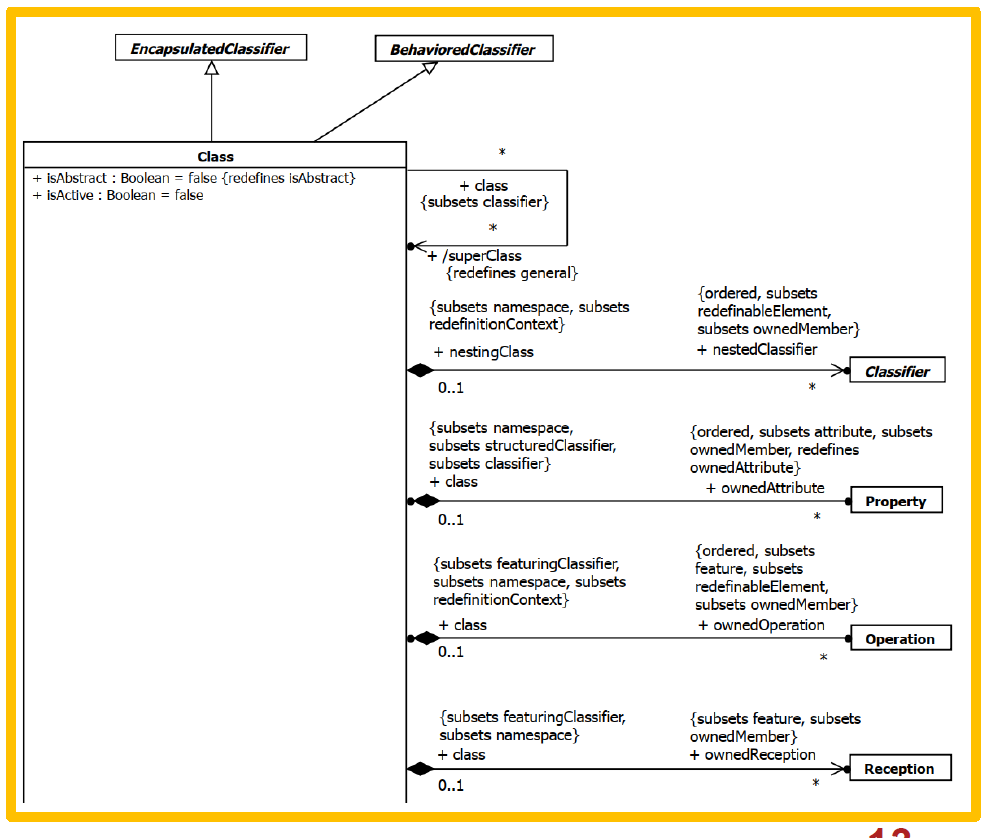 EncapsulatedClassifier
BehavioredClassifier
Class
+ isAbstract : Boolean = false {redefines isAbstract}
+ isActive : Boolean = false
*
+ class
{subsets classifier}
*
+ /superClass
{redefines general}
{subsets namespace, subsets
redefinitionContext}
+ nestingClass
0..1
{ordered, subsets
redefinableElement,
subsets ownedMember}
+ nestedClassifier
*
Classifier
{subsets namespace,
subsets structuredClassifier,
subsets classifier}
+ class
0..1
{ordered, subsets attribute, subsets
ownedMember, redefines
ownedAttribute}
+ ownedAttribute
*
Property
{subsets featuringClassifier,
subsets namespace, subsets
redefinitionContext}
+ class
0..1
{ordered, subsets
feature, subsets
redefinableElement,
subsets ownedMember}
+ ownedOperation
*
Operation
{subsets featuringClassifier,
subsets namespace}
+ class
0..1
{subsets feature, subsets
ownedMember}
+ ownedReception
*
Reception